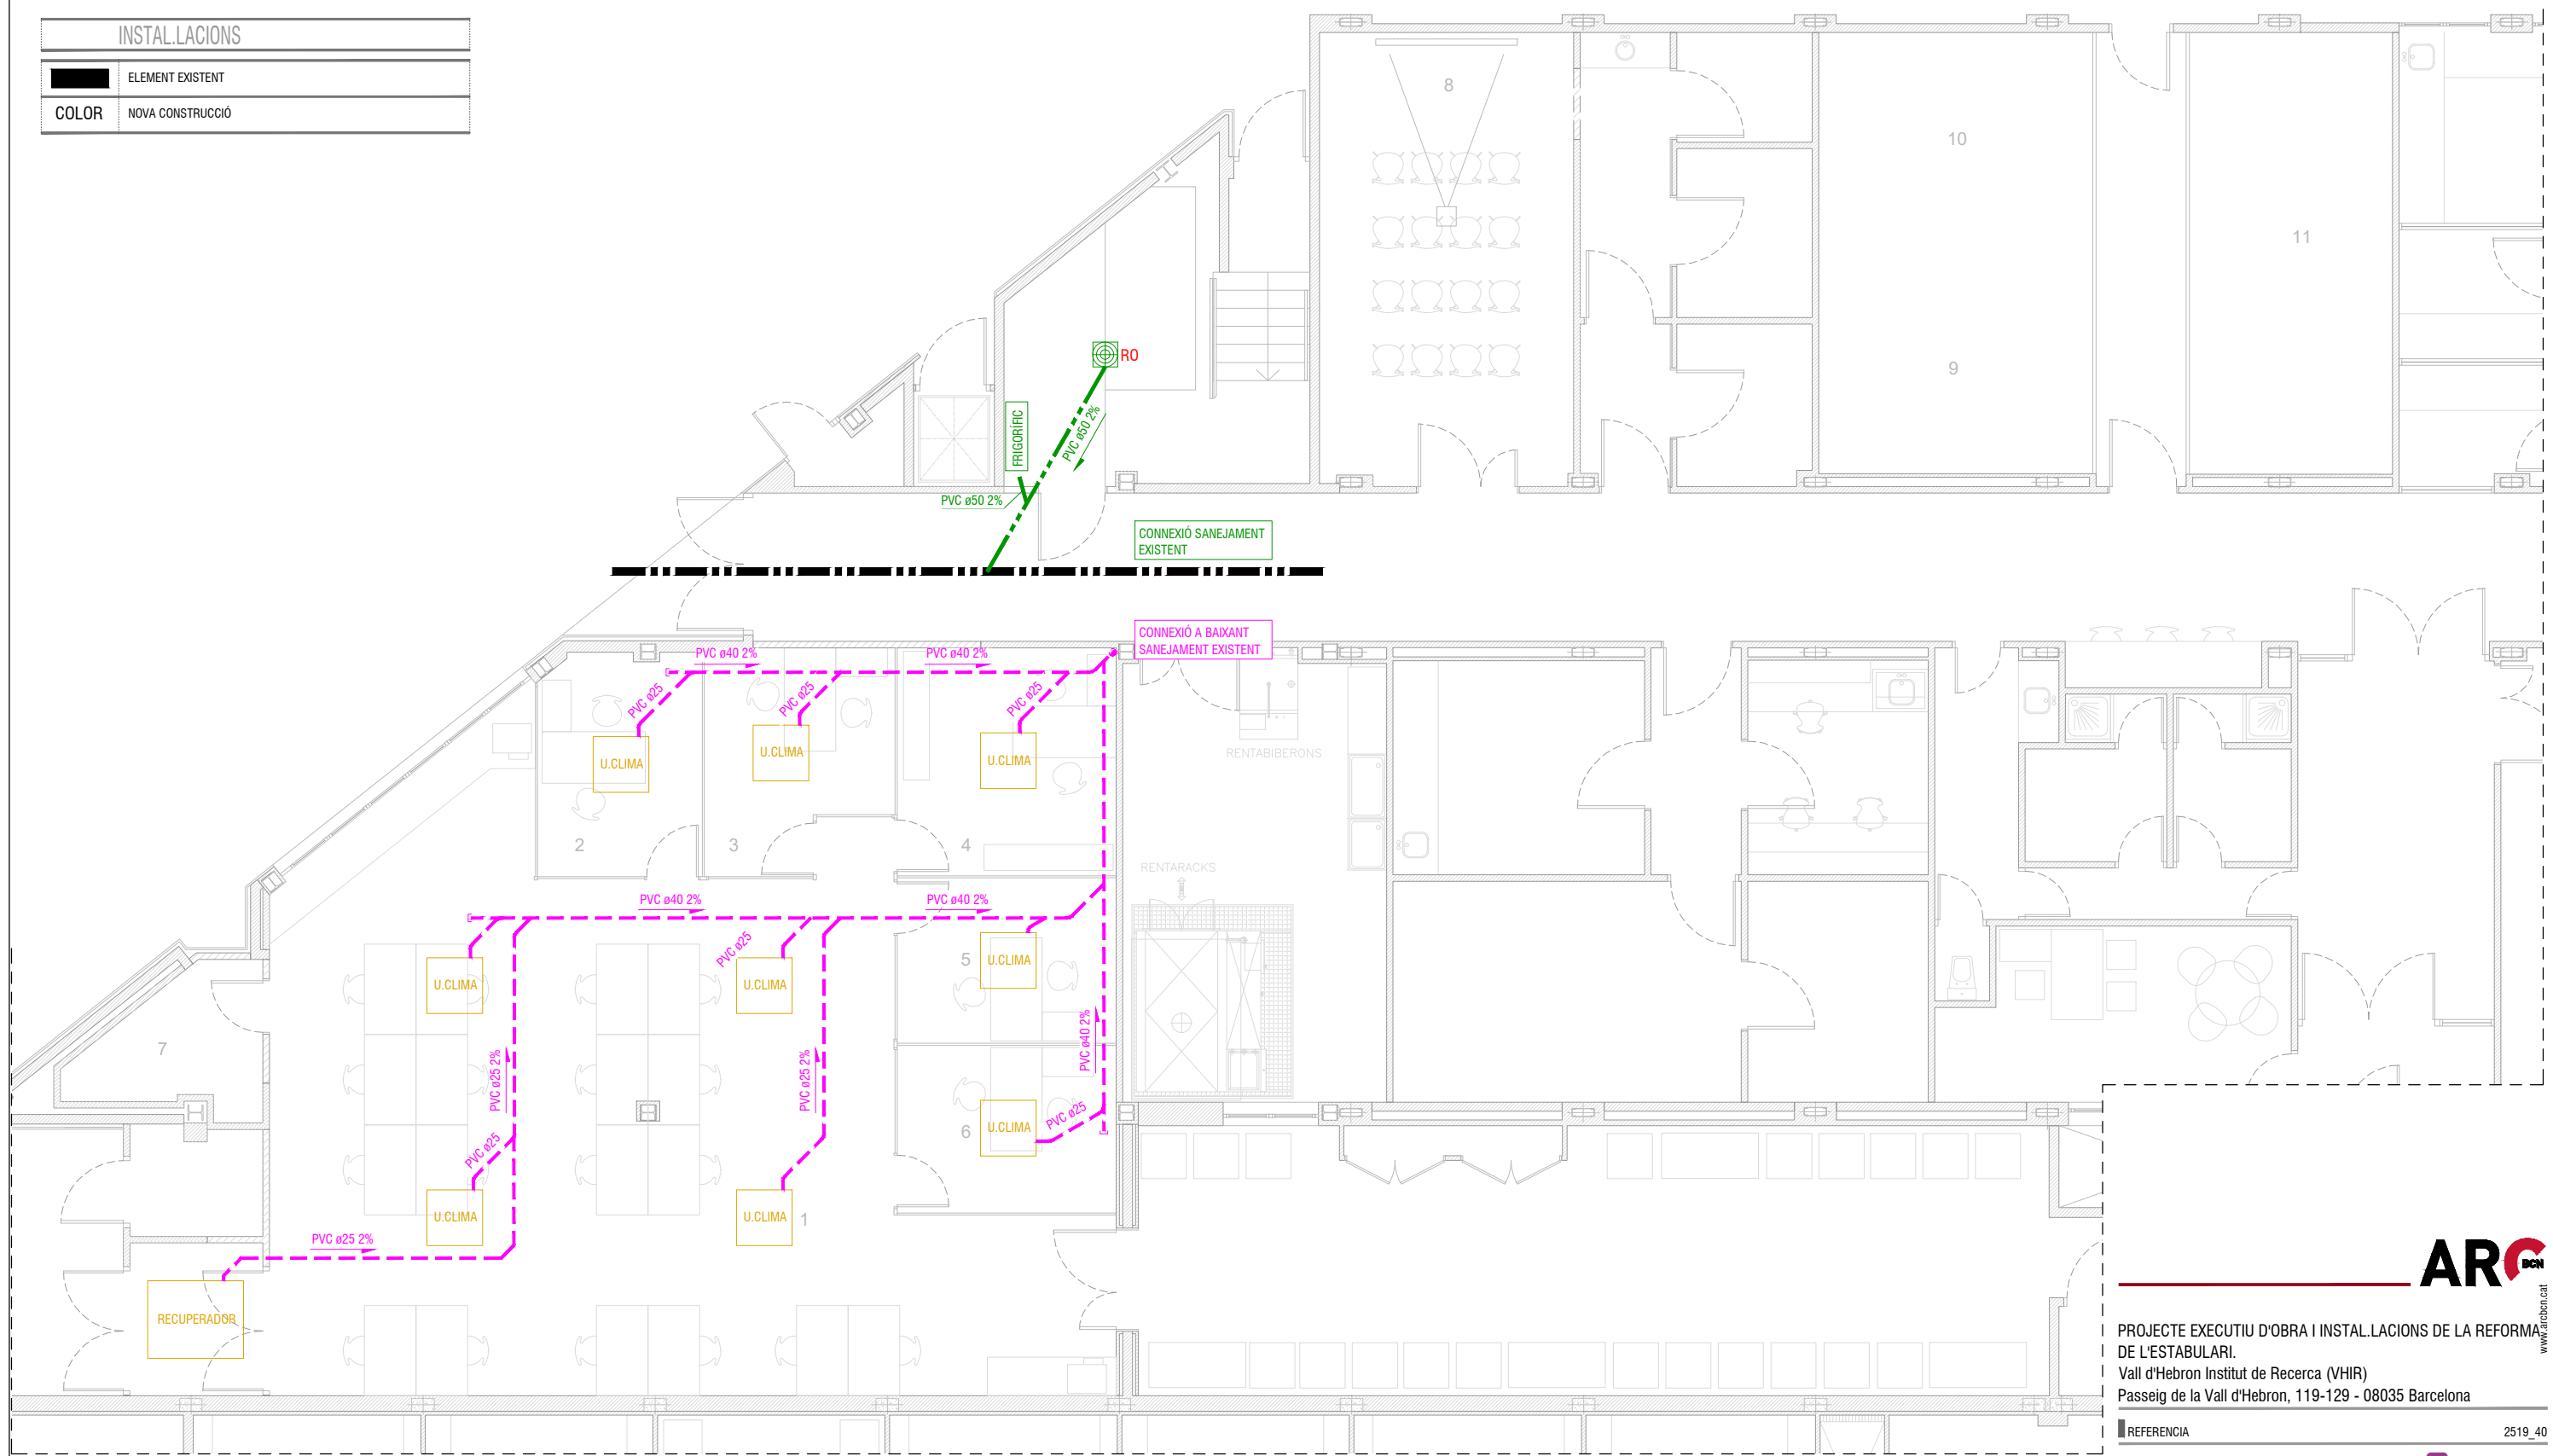 INSTAL.LACIONS
ELEMENT EXISTENT
COLOR NOVA CONSTRUCCIÓ
8
10
11
9
RO
FRIGORÍFIC
PVC ø50 2%
PVC ø50 2%
CONNEXIÓ SANEJAMENT
EXISTENT
CONNEXIÓ A BAIXANT
SANEJAMENT EXISTENT
PVC ø40 2%
PVC ø40 2%
PVC ø25
PVC ø25
PVC ø25
U.CLIMA
U.CLIMA
U.CLIMA
RENTABIBERONS
2
3
4
RENTARACKS
PVC ø40 2%
PVC ø40 2%
PVC ø25
U.CLIMA
U.CLIMA
5
U.CLIMA
7
PVC ø25 2%
PVC ø25 2%
PVC ø40 2%
PVC ø25
6
U.CLIMA
PVC ø25
U.CLIMA
U.CLIMA
1
PVC ø25 2%
RECUPERADOR
ARC
BCN
www.arcbcn.cat
PROJECTE EXECUTIU D'OBRA I INSTAL.LACIONS DE LA REFORMA
DE L'ESTABULARI.
Vall d'Hebron Institut de Recerca (VHIR)
Passeig de la Vall d'Hebron, 119-129 - 08035 Barcelona
REFERENCIA 2519_40